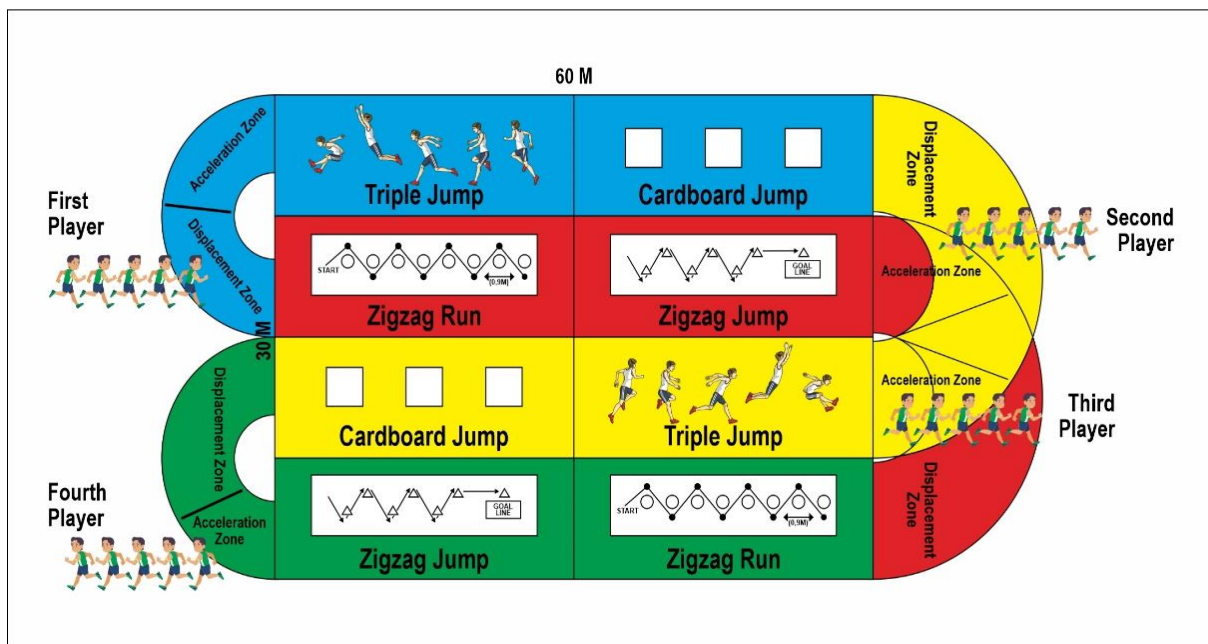 60 M
Acceleration Zone
Displacement Zone
First
Player
Triple Jump
Cardboard Jump
Displacement
Zone
Second
Player
START
(0.9M)
Zigzag Run
GOAL
LINE
Zigzag Jump
Acceleration Zone
30 M
Displacement Zone
Cardboard Jump
Triple Jump
Acceleration Zone
Third
Player
Fourth
Player
Acceleration
Zone
GOAL
LINE
Zigzag Jump
START
(0,9M)
Zigzag Run
Displacement
Zone